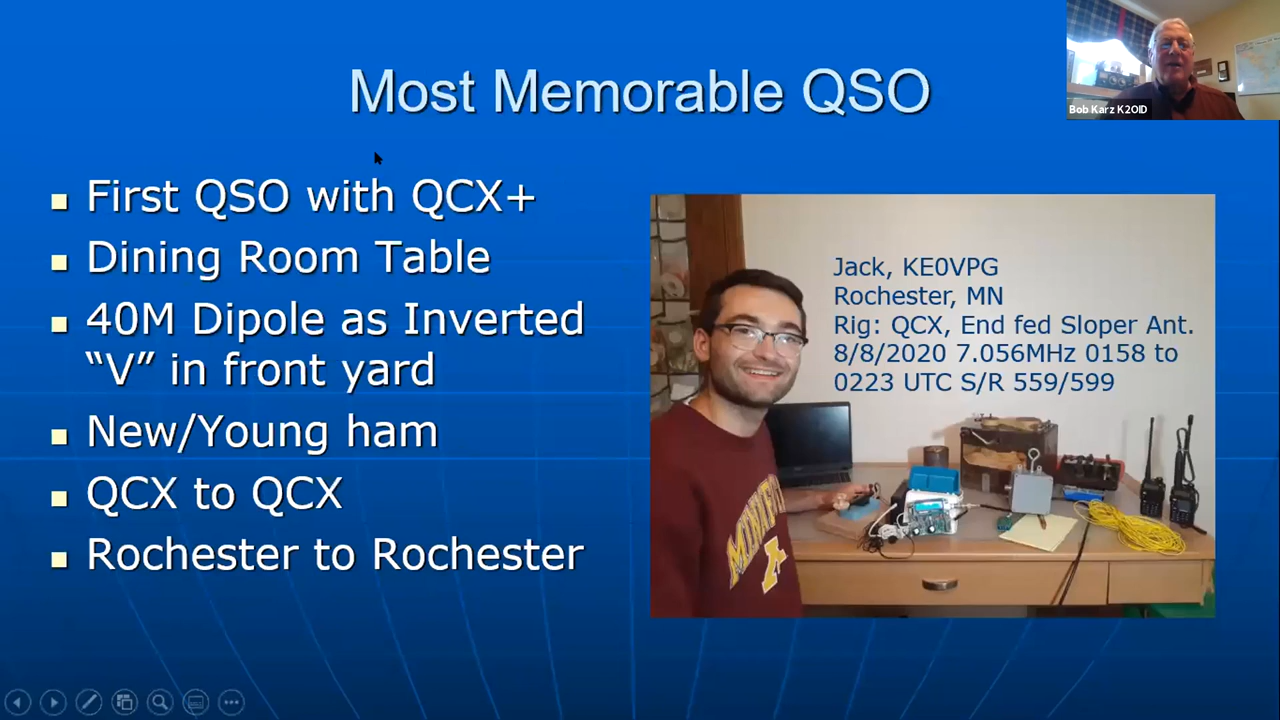 Most Memorable QSO
Bob Karz K2OID
First QSO with QCX+
Dining Room Table
40M Dipole as Inverted
“V” in front yard
New/Young ham
QCX to QCX
Rochester to Rochester
Jack, KE0VPG
Rochester, MN
Rig: QCX, End fed Sloper Ant.
8/8/2020 7.056MHz 0158 to
0223 UTC S/R 559/599